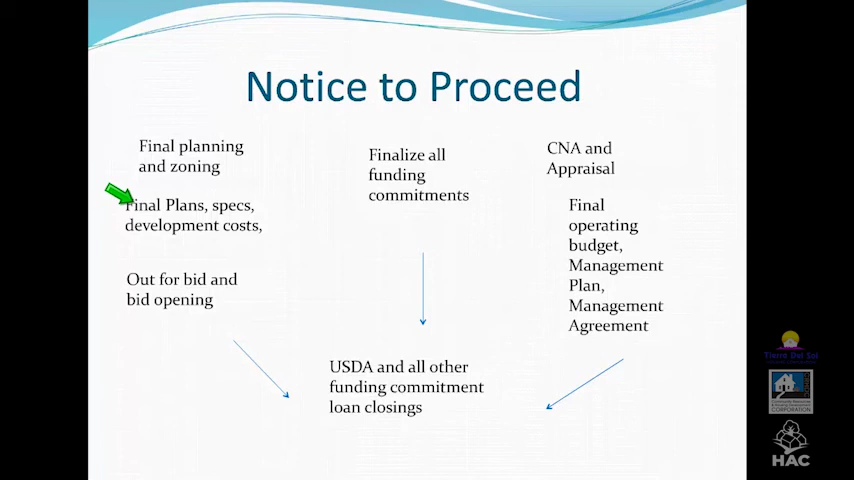 Notice to Proceed
Final planning
and zoning
Final Plans, specs,
development costs,
Out for bid and
bid opening
Finalize all
funding
commitments
CNA and
Appraisal
Final
operating
budget,
Management
Plan,
Management
Agreement
USDA and all other
funding commitment
loan closings
Tierra Del Sol
CORPORATION
HAC